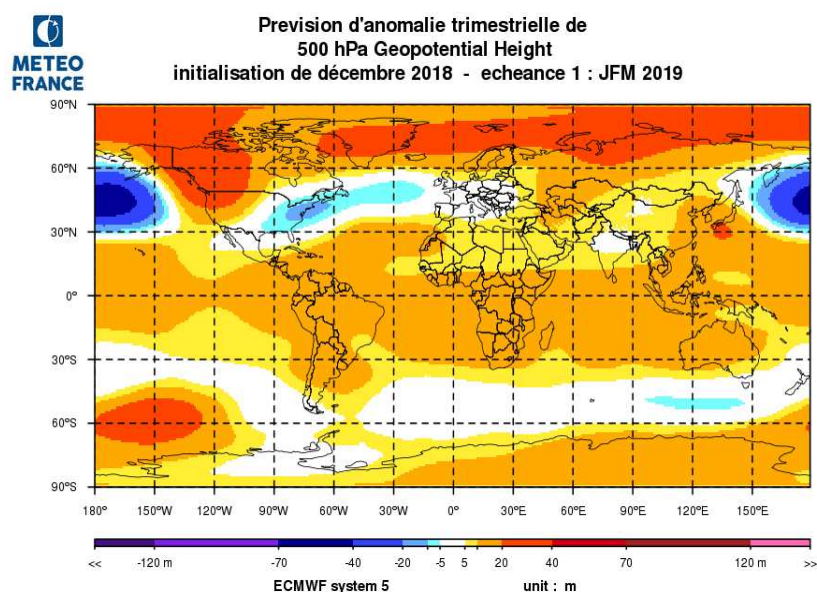 METEO
FRANCE
Prevision d'anomalie trimestrielle de
500 hPa Geopotential Height
initialisation de décembre 2018 - echeance 1 : JFM 2019
90°N
60°N
30°N
0°
30°S
60°S
90°S
180° 150°W 120°W 90°W 60°W 30°W 0° 30°E 60°E 90°E 120°E 150°E
<< -120 m -70 -40 -20 -5 5 20 40 70 120 m >>
ECMWF system 5 unit : m